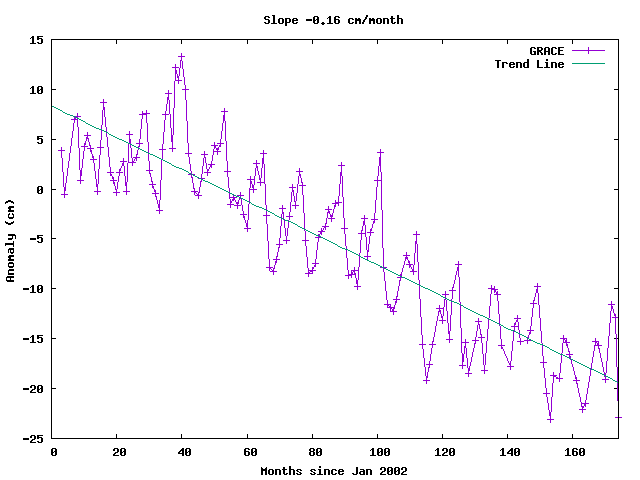 Slope -0.16 cm/month
GRACE
Trend Line
15
10
5
0
-5
-10
-15
-20
-25
Anomaly (cm)
0 20 40 60 80 100 120 140 160
Months since Jan 2002